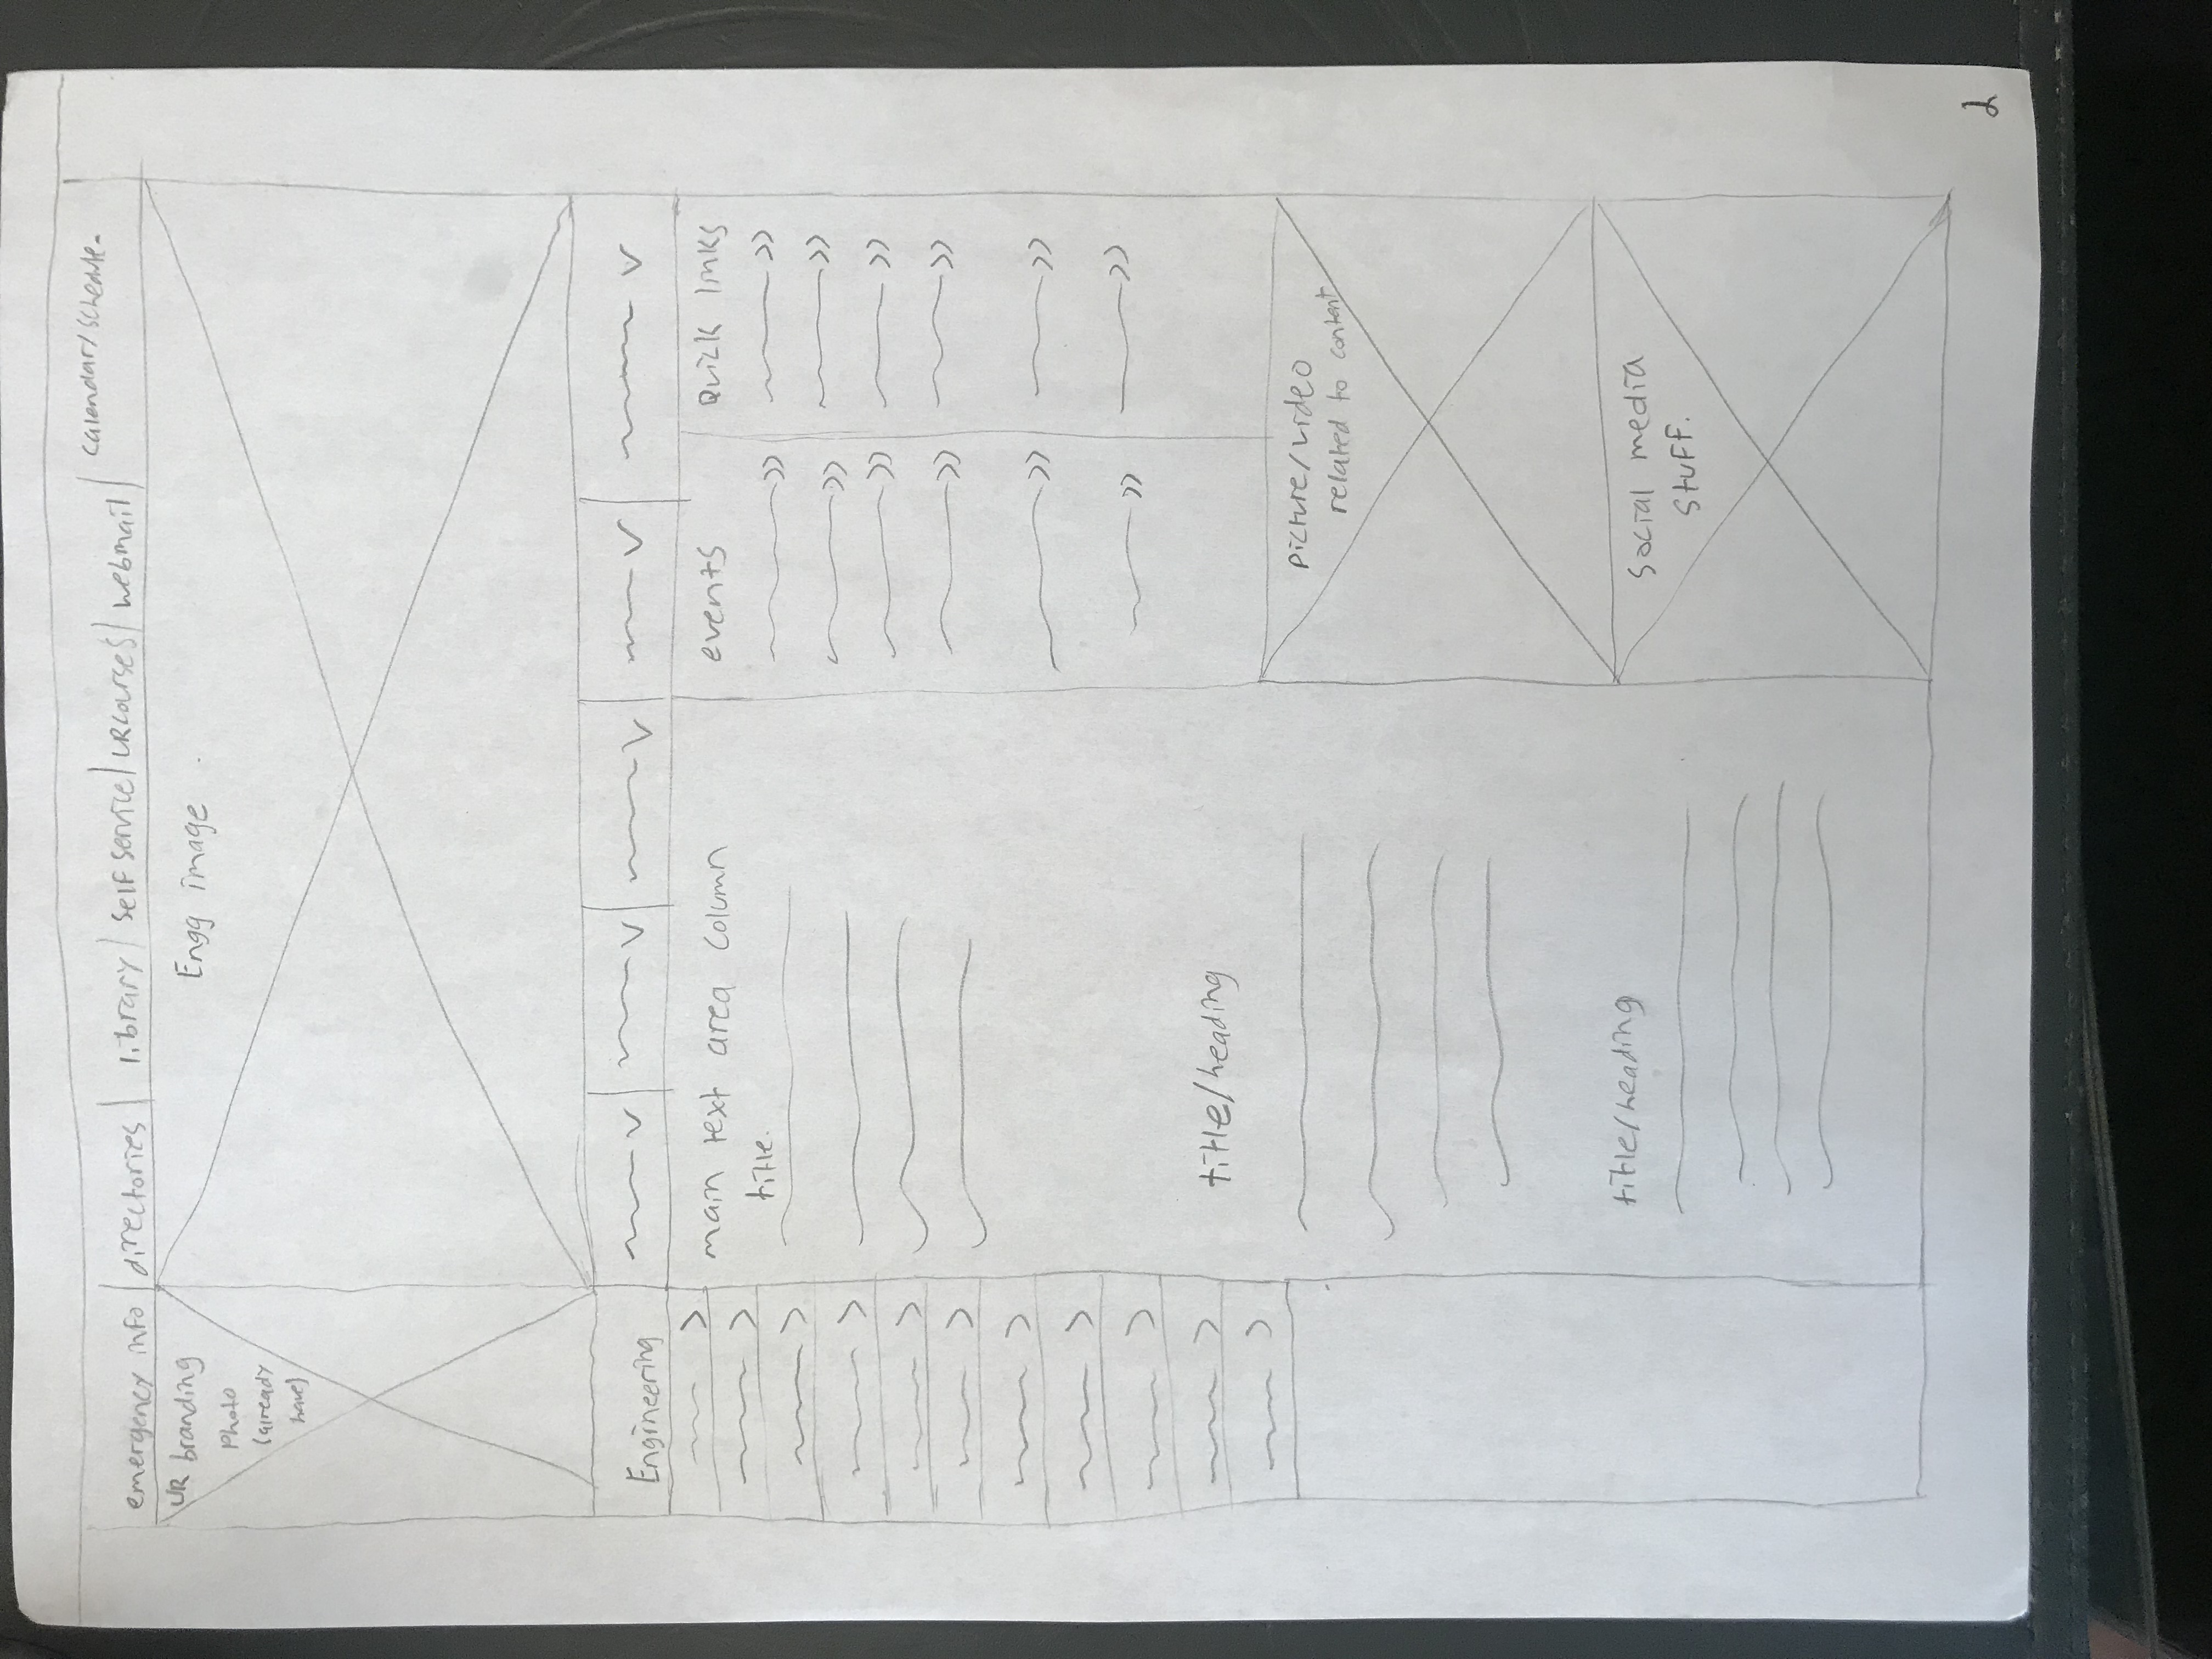 emergency info | directories | library | self service | URcourses | webmail | calendar/schedule.
UR branding
Photo
(already
have)
Engg image
Engineering
main text area column
title.
events
Quick links
title/heading
picture/video
related to content
title/heading
Social media
stuff.
2